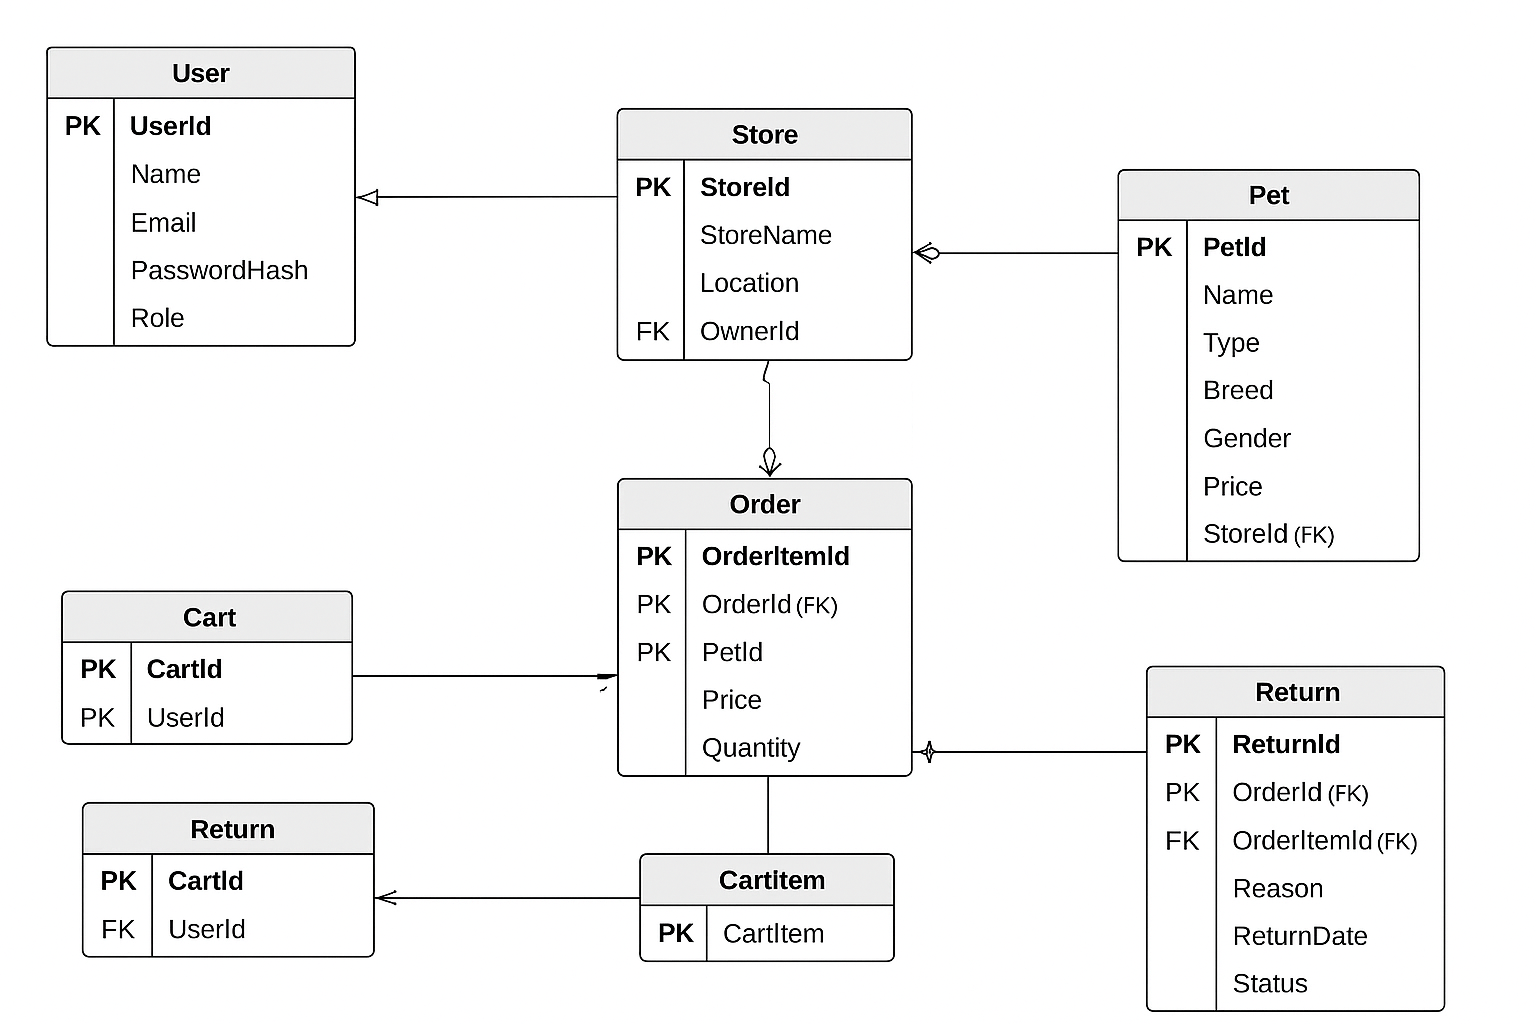 User
PK UserId
Name
Email
PasswordHash
Role
Store
PK StoreId
StoreName
Location
FK OwnerId
Pet
PK PetId
Name
Type
Breed
Gender
Price
StoreId (FK)
Order
PK OrderItemId
PK OrderId (FK)
PK PetId
Price
Quantity
Cart
PK CartId
PK UserId
Return
PK ReturnId
PK OrderId (FK)
FK OrderItemId (FK)
Reason
ReturnDate
Status
Return
PK CartId
FK UserId
CartItem
PK CartItem